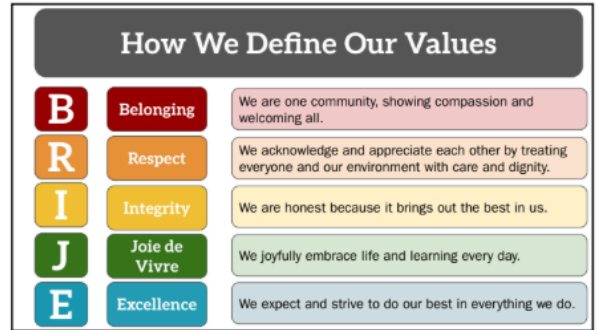 How We Define Our Values
B
Belonging
We are one community, showing compassion and
welcoming all.
R
Respect
We acknowledge and appreciate each other by treating
everyone and our environment with care and dignity.
I
Integrity
We are honest because it brings out the best in us.
J
Joie de
Vivre
We joyfully embrace life and learning every day.
E
Excellence
We expect and strive to do our best in everything we do.